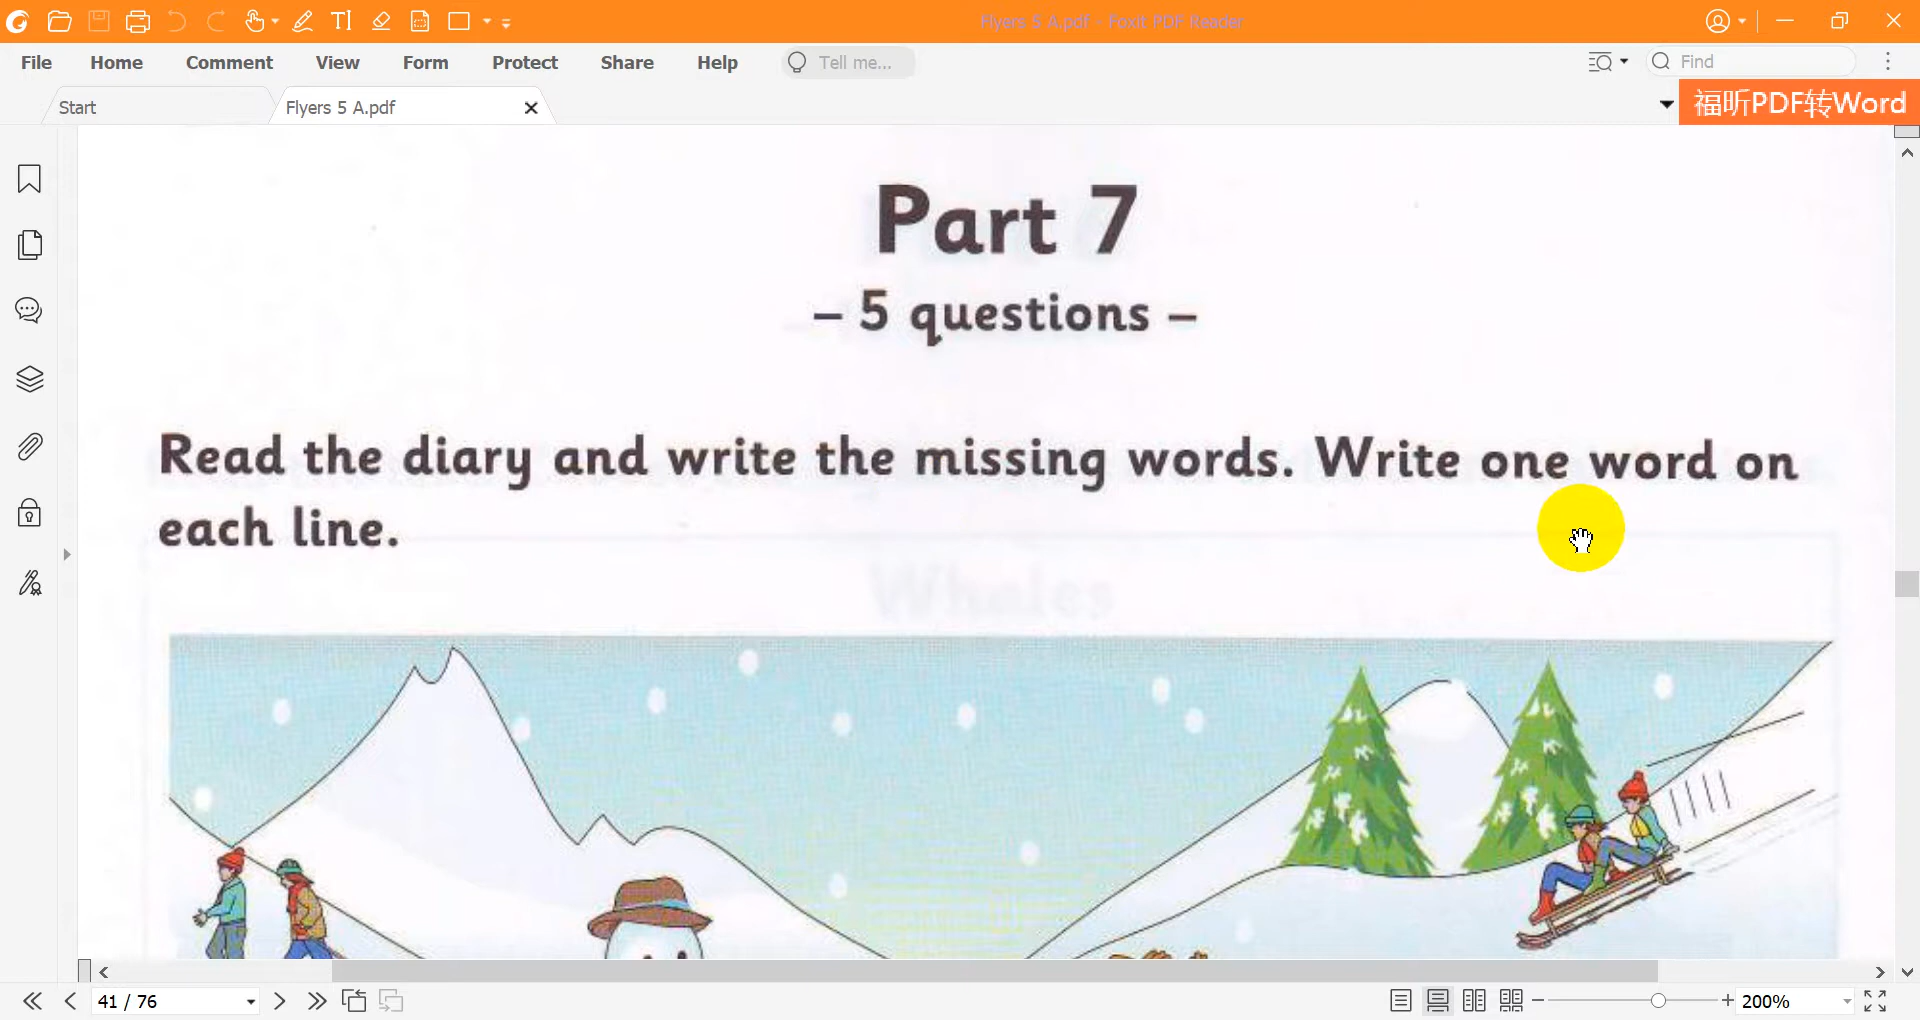 Flyers 5 A.pdf - Foxit PDF Reader
File Home Comment View Form Protect Share Help Tell me... Find
Start Flyers 5 A.pdf 福昕PDF转Word
Part 7
– 5 questions –
Read the diary and write the missing words. Write one word on
each line.
Whales
41 / 76 200%